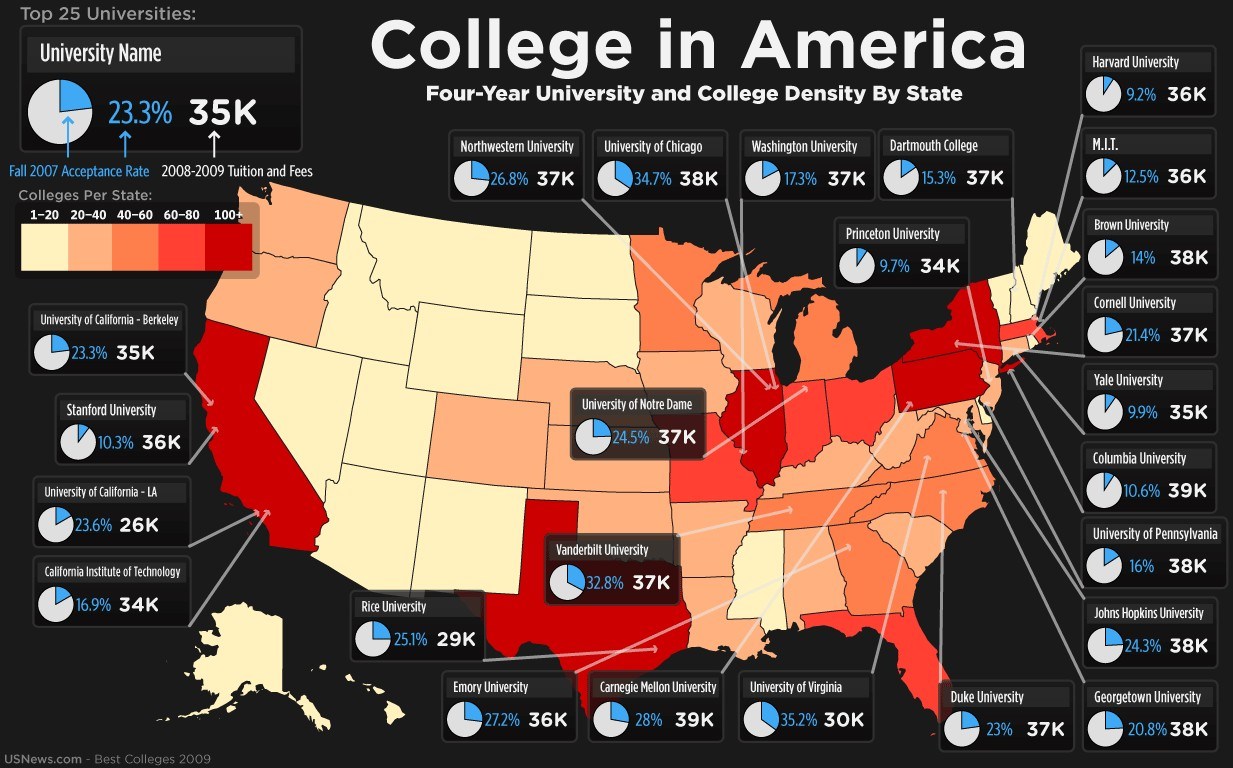 Top 25 Universities:
University Name
23.3% 35K
Fall 2007 Acceptance Rate 2008-2009 Tuition and Fees
College in America
Four-Year University and College Density By State
Colleges Per State:
1–20 20–40 40–60 60–80 100+
Northwestern University
26.8% 37K
University of Chicago
34.7% 38K
Washington University
17.3% 37K
Dartmouth College
15.3% 37K
Princeton University
9.7% 34K
Harvard University
9.2% 36K
M.I.T.
12.5% 36K
Brown University
14% 38K
Cornell University
21.4% 37K
Yale University
9.9% 35K
Columbia University
10.6% 39K
University of Pennsylvania
16% 38K
Johns Hopkins University
24.3% 38K
Georgetown University
20.8% 38K
University of California - Berkeley
23.3% 35K
Stanford University
10.3% 36K
University of California - LA
23.6% 26K
California Institute of Technology
16.9% 34K
University of Notre Dame
24.5% 37K
Vanderbilt University
32.8% 37K
Rice University
25.1% 29K
Emory University
27.2% 36K
Carnegie Mellon University
28% 39K
University of Virginia
35.2% 30K
Duke University
23% 37K
USNews.com - Best Colleges 2009